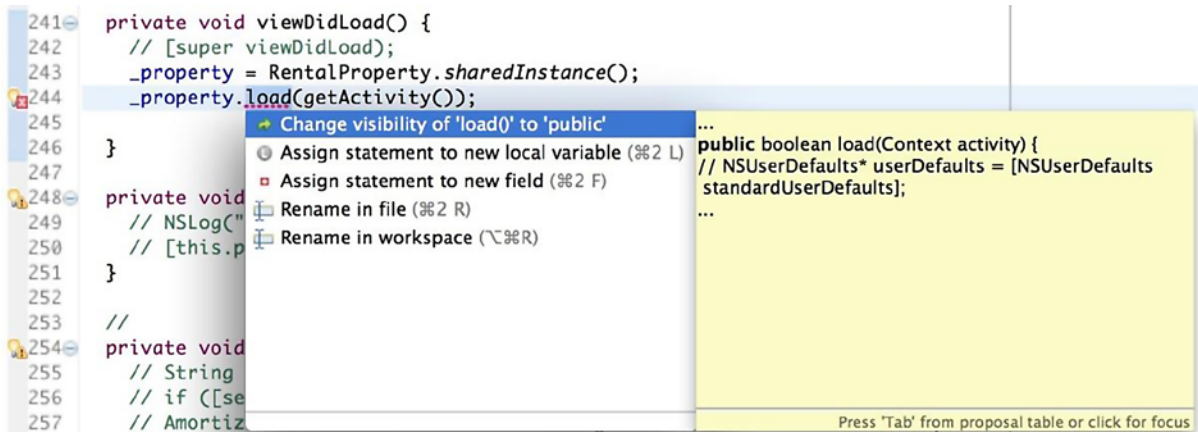 241 private void viewDidLoad() {
242 // [super viewDidLoad);
243 _property = RentalProperty.sharedInstance();
244 _property.load(getActivity());
245
246 }
247
248 private void
249 // NSLog("
250 // [this.p
251 }
252
253 //
254 private void
255 // String
256 // if ([se
257 // Amortiz
Change visibility of 'load()' to 'public'
Assign statement to new local variable (⌘2 L)
Assign statement to new field (⌘2 F)
Rename in file (⌘2 R)
Rename in workspace (⌥⌘R)
...
public boolean load(Context activity) {
// NSUserDefaults* userDefaults = [NSUserDefaults
standardUserDefaults];
...
Press 'Tab' from proposal table or click for focus